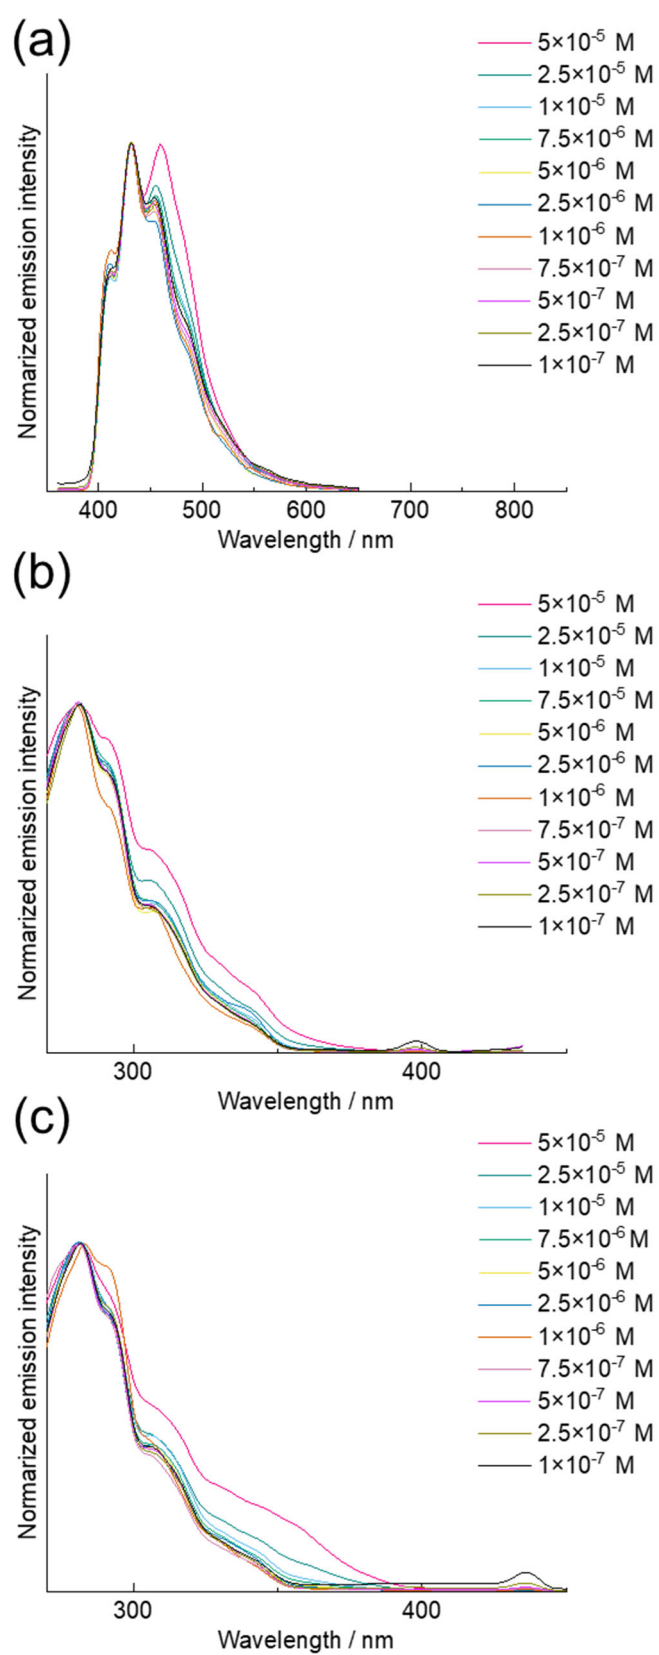 (a)
5×10⁻⁵ M
2.5×10⁻⁵ M
1×10⁻⁵ M
7.5×10⁻⁶ M
5×10⁻⁶ M
2.5×10⁻⁶ M
1×10⁻⁶ M
7.5×10⁻⁷ M
5×10⁻⁷ M
2.5×10⁻⁷ M
1×10⁻⁷ M
Normarized emission intensity
400 500 600 700 800
Wavelength / nm
(b)
5×10⁻⁵ M
2.5×10⁻⁵ M
1×10⁻⁵ M
7.5×10⁻⁵ M
5×10⁻⁶ M
2.5×10⁻⁶ M
1×10⁻⁶ M
7.5×10⁻⁷ M
5×10⁻⁷ M
2.5×10⁻⁷ M
1×10⁻⁷ M
Normarized emission intensity
300 400
Wavelength / nm
(c)
5×10⁻⁵ M
2.5×10⁻⁵ M
1×10⁻⁵ M
7.5×10⁻⁶ M
5×10⁻⁶ M
2.5×10⁻⁶ M
1×10⁻⁶ M
7.5×10⁻⁷ M
5×10⁻⁷ M
2.5×10⁻⁷ M
1×10⁻⁷ M
Normarized emission intensity
300 400
Wavelength / nm